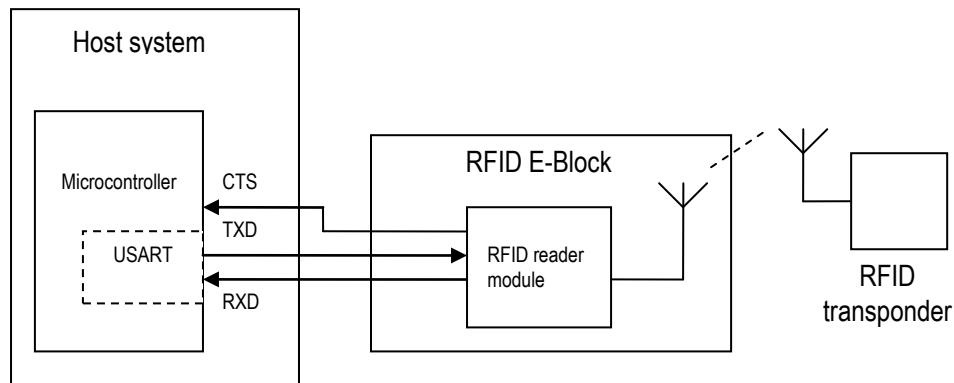 Host system
Microcontroller
CTS
TXD
USART
RXD
RFID E-Block
RFID reader
module
RFID
transponder